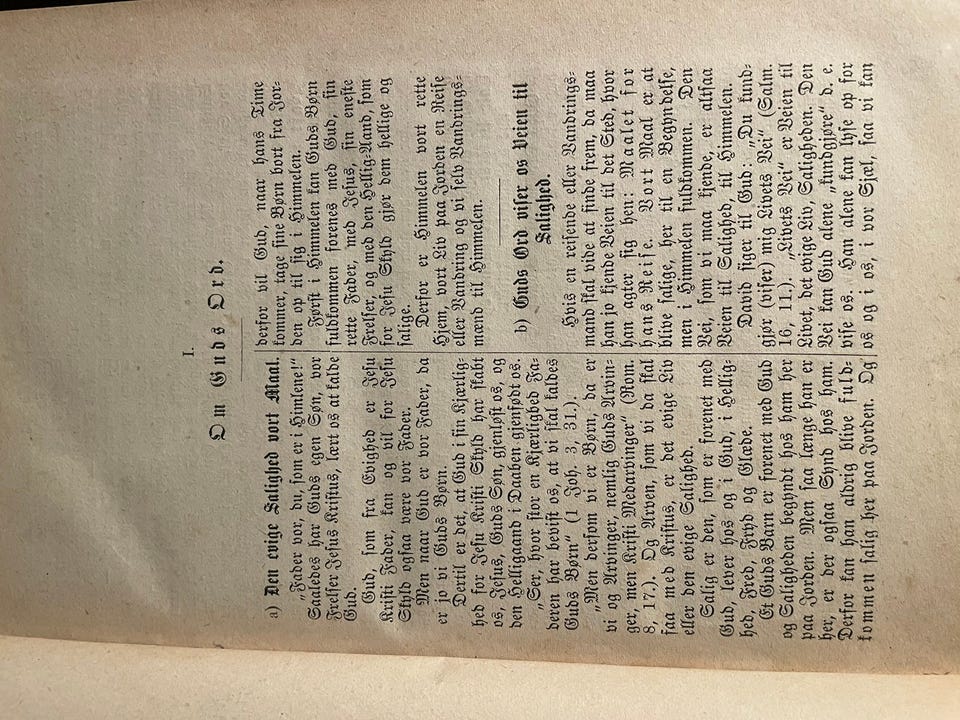 I.
Om Guds Ord.
a) Den evige Salighed vort Maal.
„Fader vor, du, som er i Himlene!“
Saaledes har Guds egen Søn, vor
Frelser Jesus Kristus, lært os at kalde
Gud.
Gud, som fra Evighed er Jesu
Kristi Fader, kan og vil for Jesu
Skyld ogsaa være vor Fader.
Men naar Gud er vor Fader, da
er jo vi Guds Børn.
Dertil er det, at Gud i sin Kjærlig-
hed for Jesu Kristi Skyld har skabt
os, Jesus, Guds Søn, gjenløst os, og
den Helligaand i Daaben gjenfødt os.
„Ser, hvor stor en Kjærlighed Fa-
deren har bevist os, at vi skal kaldes
Guds Børn“ (1 Joh. 3, 31.).
„Men dersom vi er Børn, da er
vi og Arvinger, nemlig Guds Arvin-
ger, men Kristi Medarvinger“ (Rom.
8, 17.). Og Arven, som vi da skal
faa med Kristus, er det evige Liv
eller den evige Salighed.
Salig er den, som er forenet med
Gud, lever hos og i Gud, i Hellig-
hed, Fred, Fryd og Glæde.
Et Guds Barn er forenet med Gud
og Saligheden begyndt hos ham her
paa Jorden. Men saa længe han er
her, er der ogsaa Synd hos ham.
Derfor kan han aldrig blive fuld-
kommen salig her paa Jorden. Og
derfor vil Gud, naar hans Time
kommer, tage sine Børn bort fra Jor-
den op til sig i Himmelen.
Først i Himmelen kan Guds Børn
fuldkommen forenes med Gud, sin
rette Fader, med Jesus, sin eneste
Frelser, og med den Hellig-Aand, som
for Jesu Skyld gjør dem hellige og
salige.
Derfor er Himmelen vort rette
Hjem, vort Liv paa Jorden en Reise
eller Vandring og vi selv Vandrings-
mænd til Himmelen.
b) Guds Ord viser os Veien til
Salighed.
Hvis en reisende eller Vandrings-
mand skal vide at finde frem, da maa
han jo kjende Veien til det Sted, hvor
han agter sig hen: Maalet for
hans Reise. Vort Maal er at
blive salige, her til en Begyndelse,
men i Himmelen fuldkommen. Den
Vei, som vi maa kjende, er altsaa
Veien til Salighed, til Himmelen.
David siger til Gud: „Du kund-
gjør (viser) mig Livets Vei“ (Salm.
16, 11.). „Livets Vei“ er Veien til
Livet, det evige Liv, Saligheden. Den
Vei kan Gud alene „kundgjøre“ d. e.
vise os. Han alene kan lyse op for
os og i os, i vor Sjæl, saa vi kan